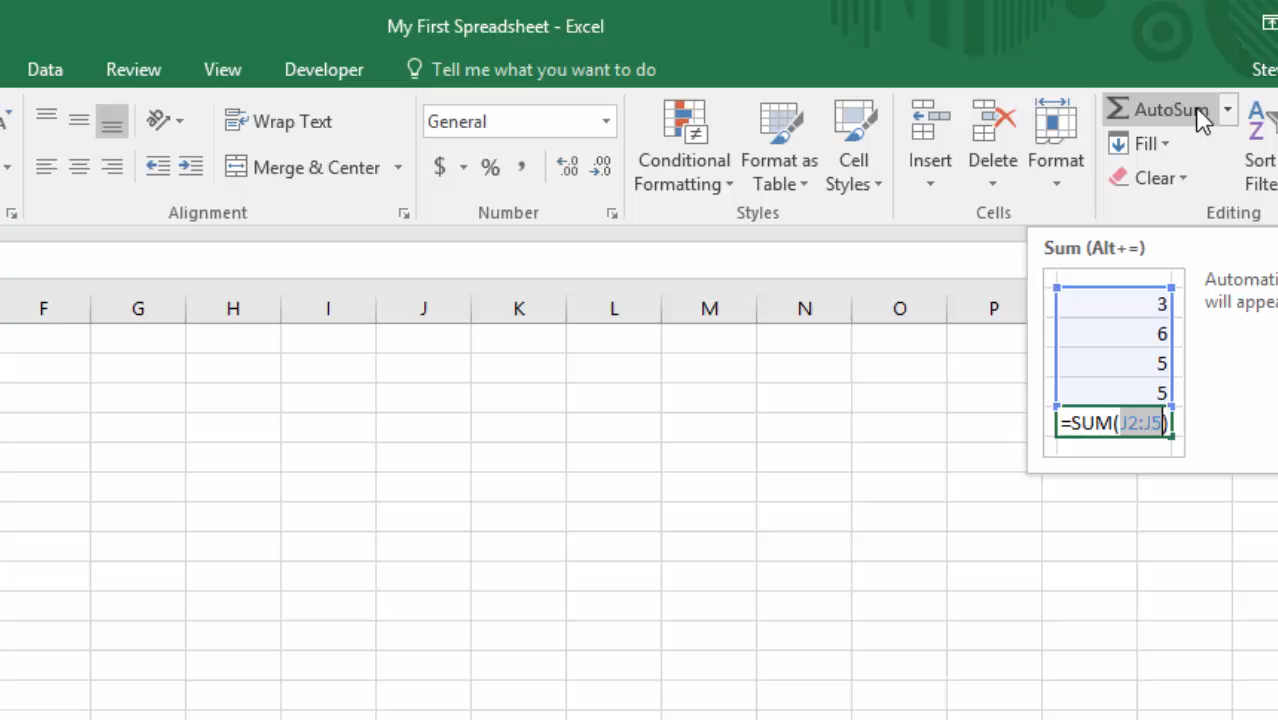 My First Spreadsheet - Excel
Data Review View Developer Tell me what you want to do
Wrap Text General AutoSum
Merge & Center $ % , Conditional Formatting Format as Table Cell Styles Insert Delete Format Fill Sort
Clear
Alignment Number Styles Cells Editing
Sum (Alt+=)
F G H I J K L M N O P
3
6
5
5
=SUM(J2:J5)